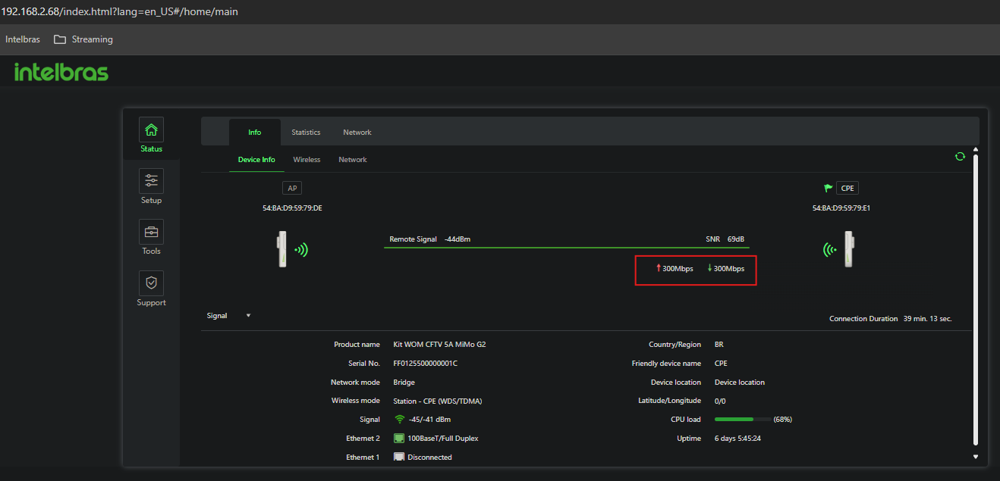 192.168.2.68/index.html?lang=en_US#/home/main
Intelbras Streaming
intelbras
Status
Setup
Tools
Support
Info Statistics Network
Device Info Wireless Network
AP
CPE
54:BA:D9:59:79:DE
54:BA:D9:59:79:E1
Remote Signal -44dBm SNR 69dB
300Mbps 300Mbps
Signal
Connection Duration 39 min. 13 sec.
Product name Kit WOM CFTV 5A MiMo G2
Country/Region BR
Serial No. FF0125500000001C
Friendly device name CPE
Network mode Bridge
Device location Device location
Wireless mode Station - CPE (WDS/TDMA)
Latitude/Longitude 0/0
Signal -45/-41 dBm
CPU load (68%)
Ethernet 2 100BaseT/Full Duplex
Uptime 6 days 5:45:24
Ethernet 1 Disconnected